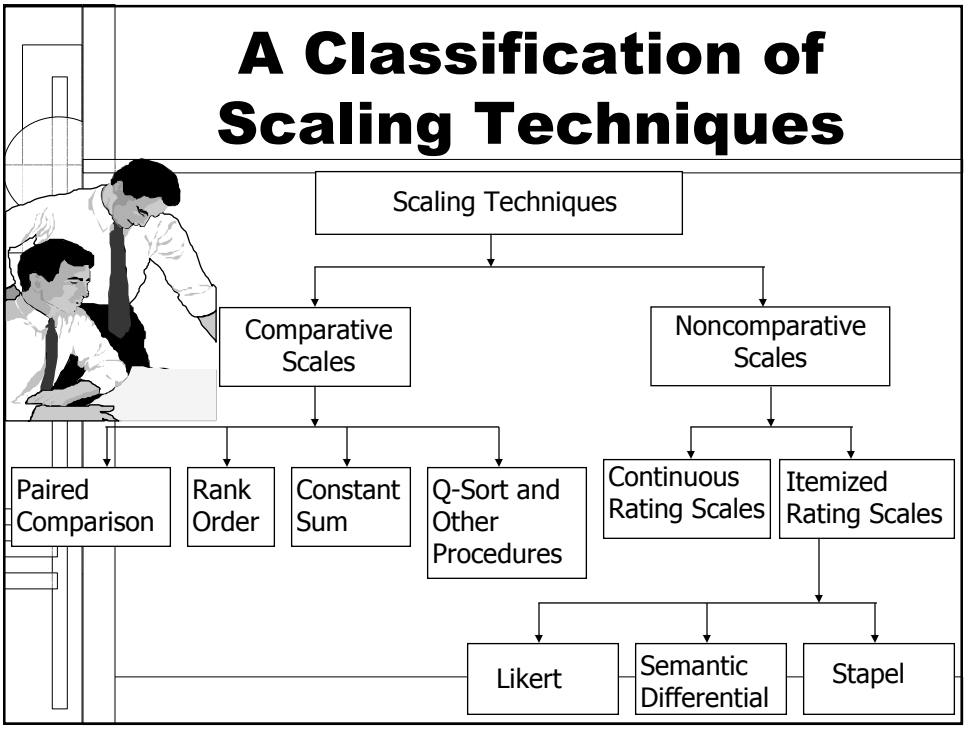 A Classification of
Scaling Techniques
Scaling Techniques
Comparative
Scales
Noncomparative
Scales
Paired
Comparison
Rank
Order
Constant
Sum
Q-Sort and
Other
Procedures
Continuous
Rating Scales
Itemized
Rating Scales
Likert
Semantic
Differential
Stapel